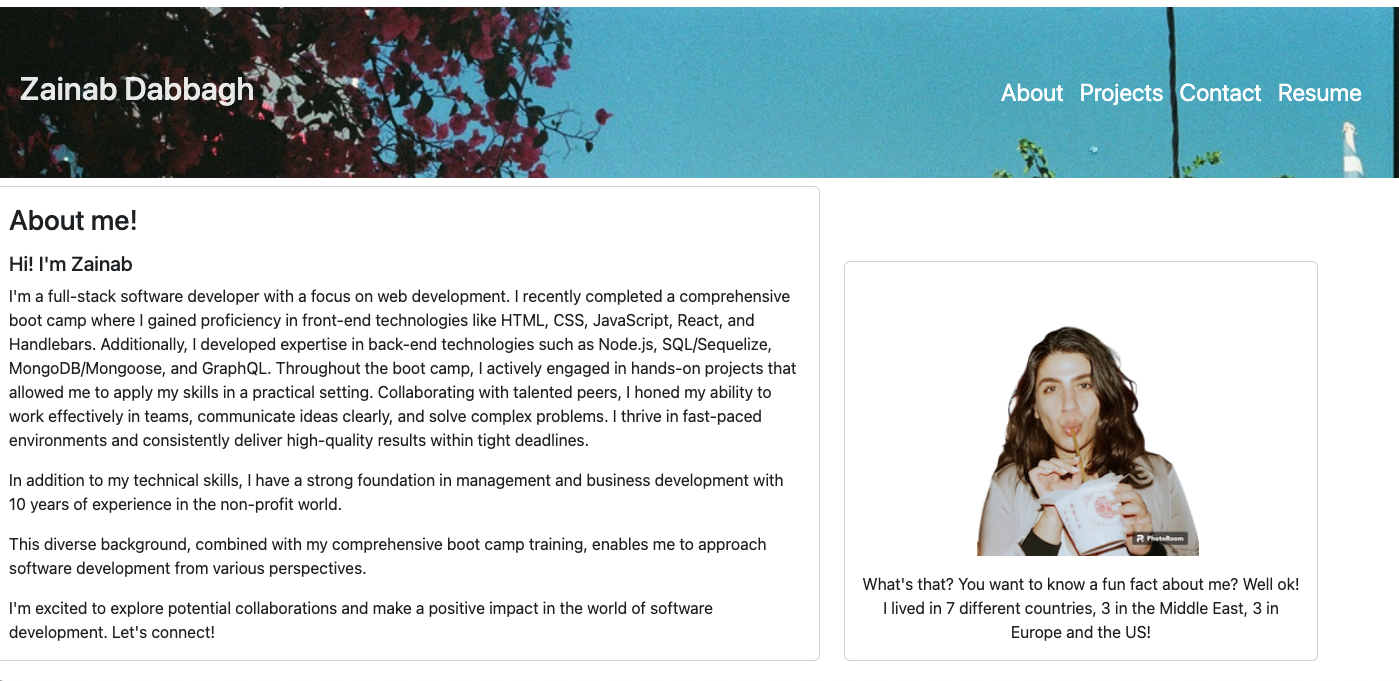 Zainab Dabbagh
About Projects Contact Resume
About me!
Hi! I'm Zainab
I'm a full-stack software developer with a focus on web development. I recently completed a comprehensive
boot camp where I gained proficiency in front-end technologies like HTML, CSS, JavaScript, React, and
Handlebars. Additionally, I developed expertise in back-end technologies such as Node.js, SQL/Sequelize,
MongoDB/Mongoose, and GraphQL. Throughout the boot camp, I actively engaged in hands-on projects that
allowed me to apply my skills in a practical setting. Collaborating with talented peers, I honed my ability to
work effectively in teams, communicate ideas clearly, and solve complex problems. I thrive in fast-paced
environments and consistently deliver high-quality results within tight deadlines.
In addition to my technical skills, I have a strong foundation in management and business development with
10 years of experience in the non-profit world.
This diverse background, combined with my comprehensive boot camp training, enables me to approach
software development from various perspectives.
I'm excited to explore potential collaborations and make a positive impact in the world of software
development. Let's connect!
PhotoRoom
What's that? You want to know a fun fact about me? Well ok!
I lived in 7 different countries, 3 in the Middle East, 3 in
Europe and the US!